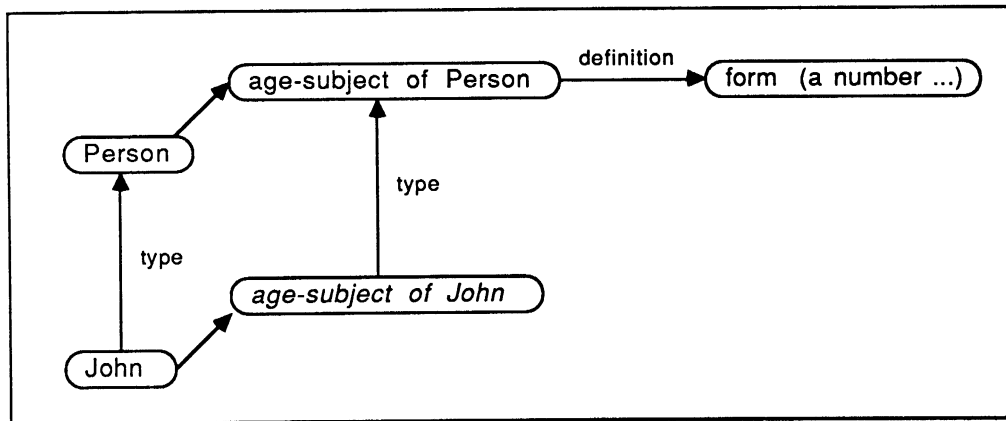 definition
age-subject of Person
form (a number ...)
Person
type
type
age-subject of John
John